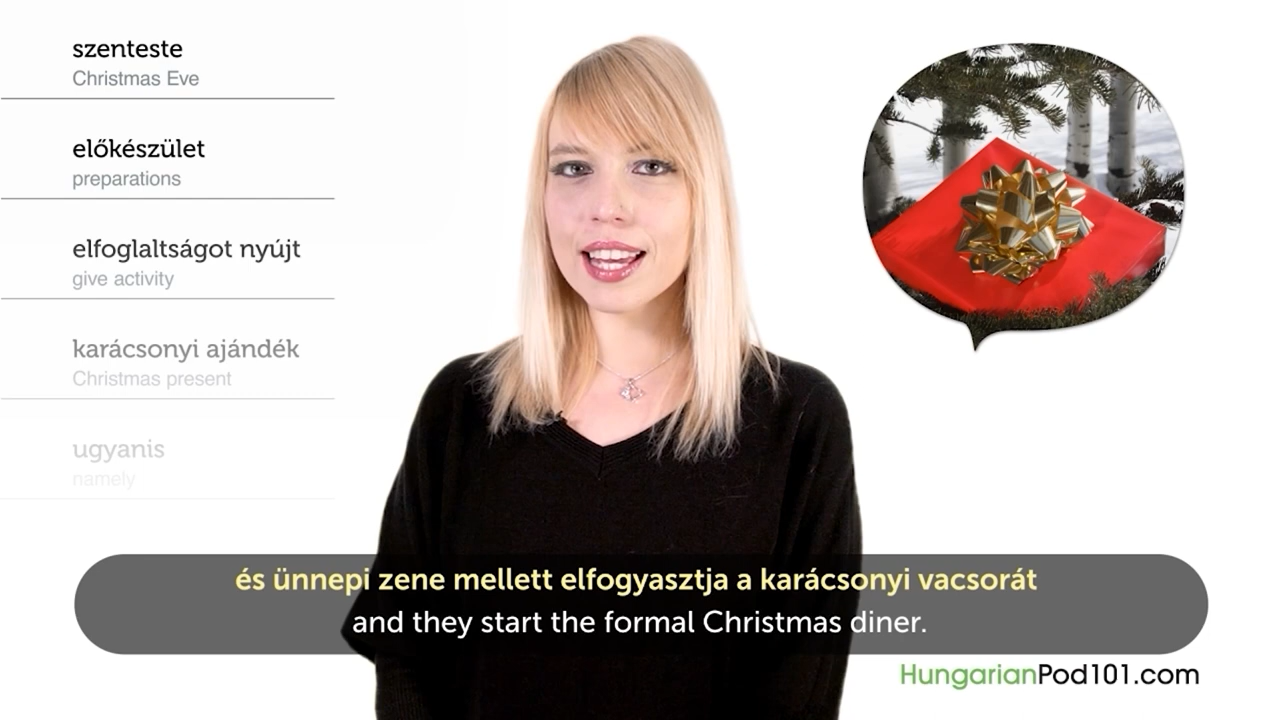 szenteste
Christmas Eve
előkészület
preparations
elfoglaltságot nyújt
give activity
karácsonyi ajándék
Christmas present
ugyanis
namely
és ünnepi zene mellett elfogyasztja a karácsonyi vacsorát
and they start the formal Christmas diner.
HungarianPod101.com